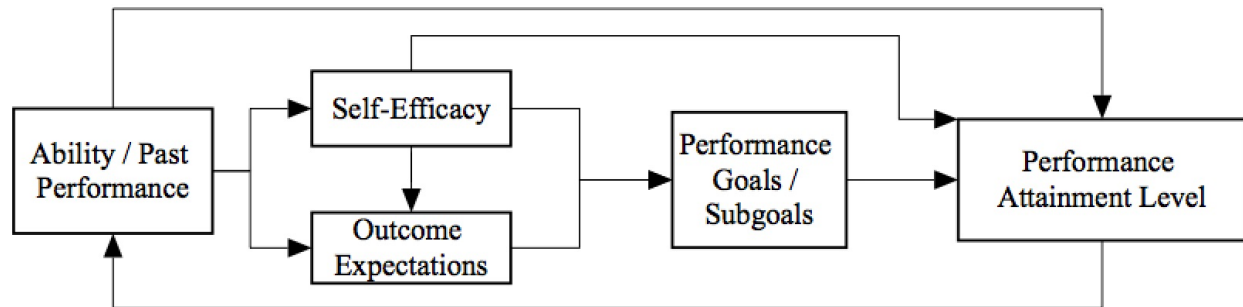 Ability / Past
Performance
Self-Efficacy
Outcome
Expectations
Performance
Goals /
Subgoals
Performance
Attainment Level